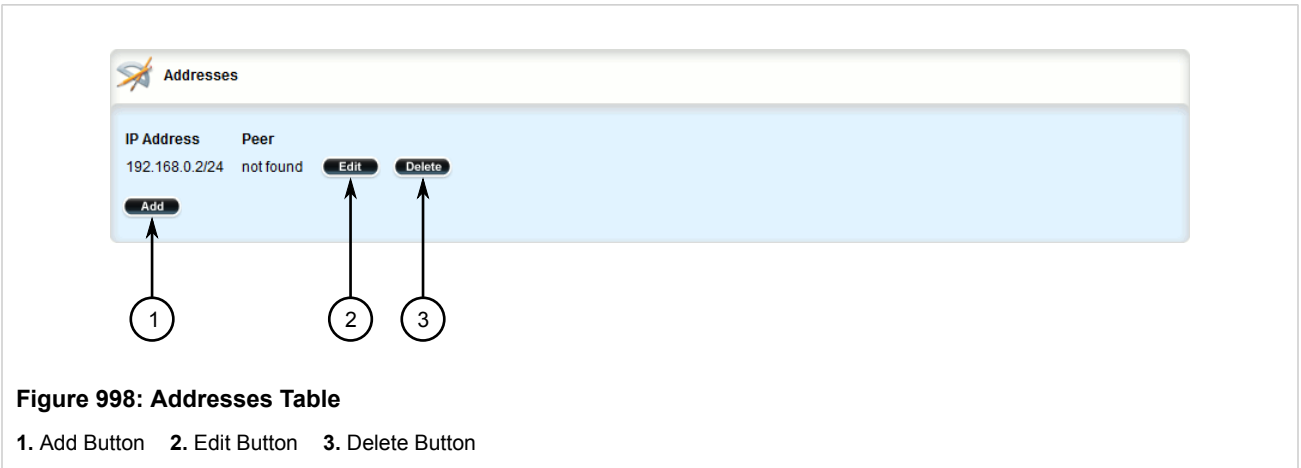 Addresses
IP Address Peer
192.168.0.2/24 not found Edit Delete
Add
1 2 3
Figure 998: Addresses Table
1. Add Button 2. Edit Button 3. Delete Button